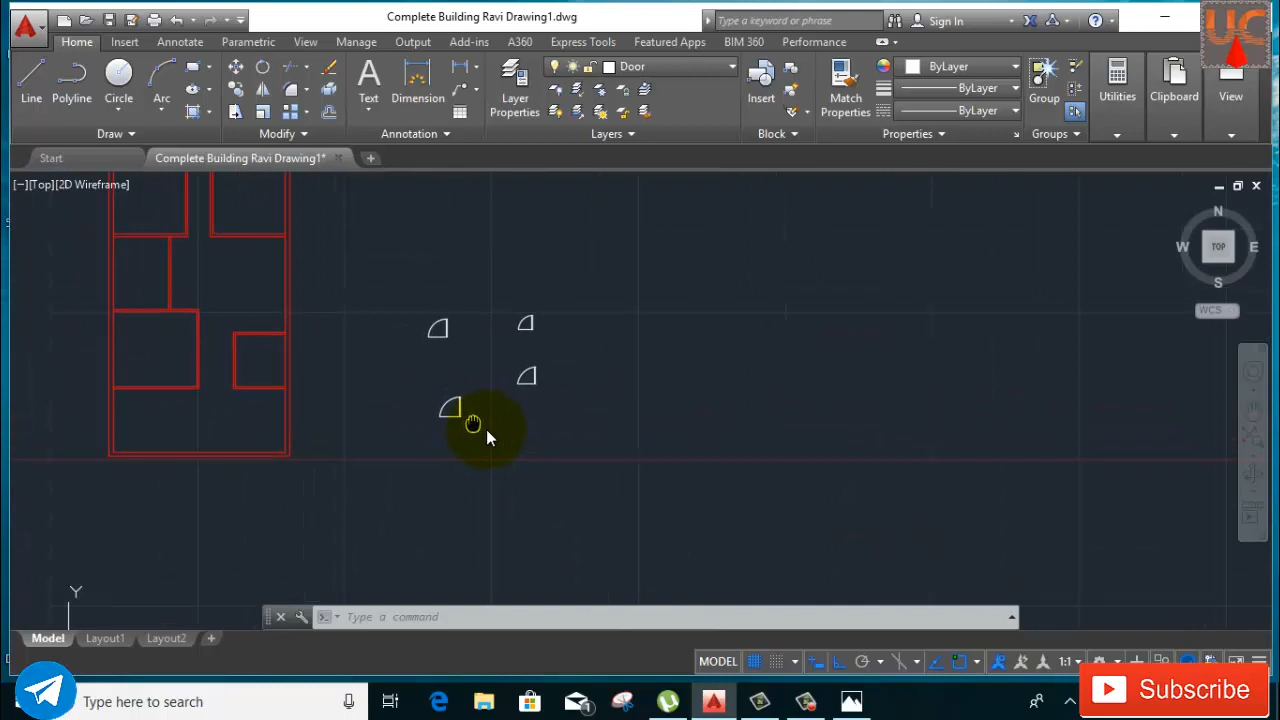 Complete Building Ravi Drawing1.dwg
Type a keyword or phrase
Sign In
UC
Home Insert Annotate Parametric View Manage Output Add-ins A360 Express Tools Featured Apps BIM 360 Performance
Line Polyline Circle Arc
Draw
Modify
Text Dimension
Annotation
Layer Properties
Door
Layers
Insert
Block
Match Properties
ByLayer
ByLayer
ByLayer
Properties
Group
Groups
Utilities
Clipboard
View
Start
Complete Building Ravi Drawing1*
[−][Top][2D Wireframe]
N
W TOP E
S
WCS
Y
Type a command
Model Layout1 Layout2
MODEL
1:1
Type here to search
1
Subscribe